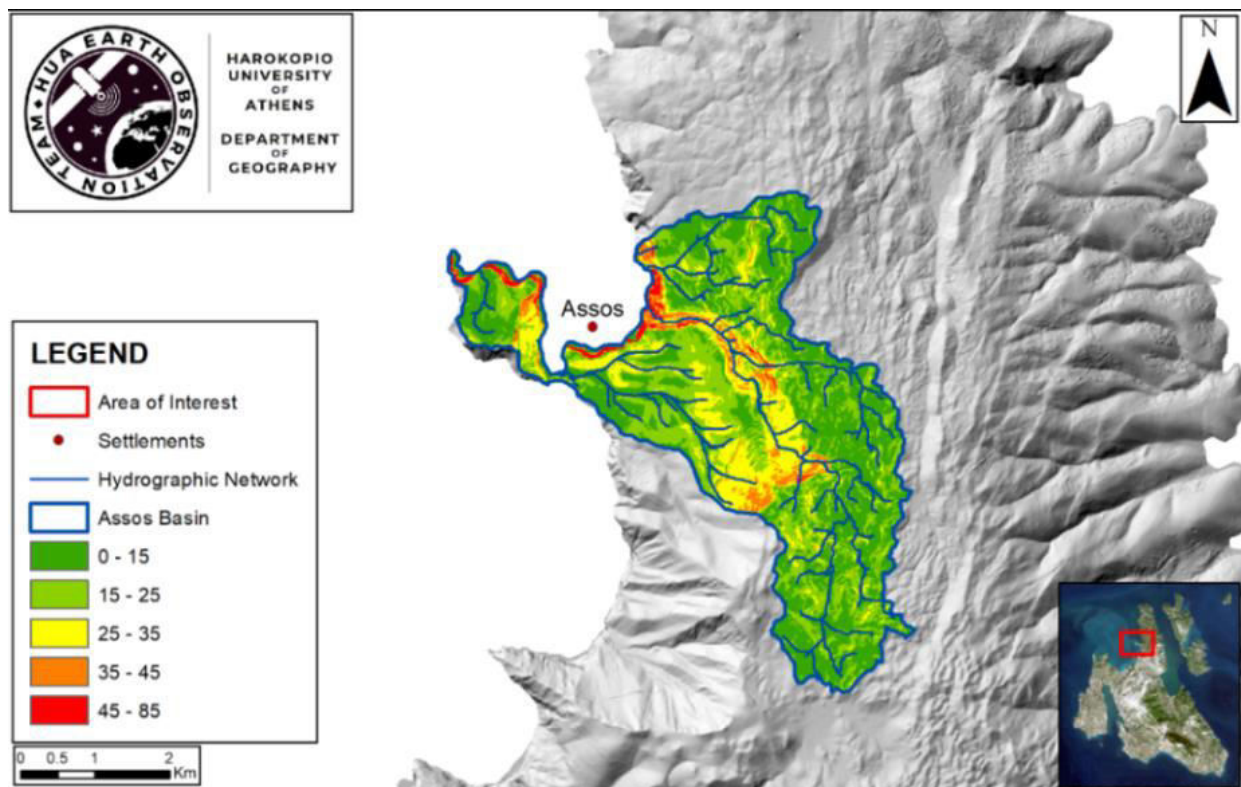 HUA EARTH OBSERVATION TEAM
HAROKOPIO
UNIVERSITY
OF
ATHENS
DEPARTMENT
OF
GEOGRAPHY
N
Assos
LEGEND
Area of Interest
Settlements
Hydrographic Network
Assos Basin
0 - 15
15 - 25
25 - 35
35 - 45
45 - 85
0 0.5 1 2
Km